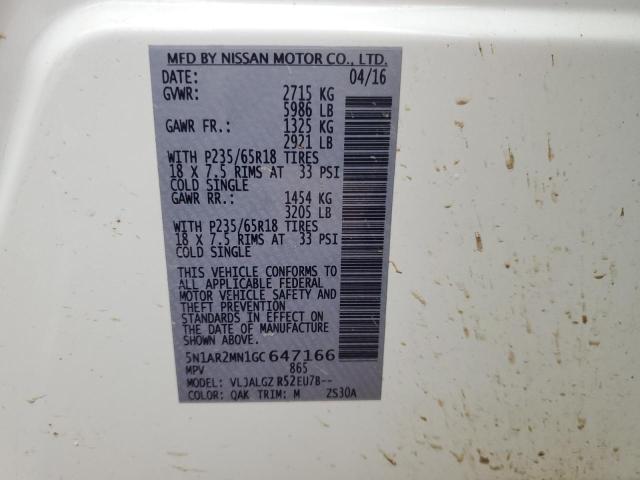 MFD BY NISSAN MOTOR CO., LTD.
DATE: 04/16
GVWR: 2715 KG
5986 LB
GAWR FR.: 1325 KG
2921 LB
WITH P235/65R18 TIRES
18 X 7.5 RIMS AT 33 PSI
COLD SINGLE
GAWR RR.: 1454 KG
3205 LB
WITH P235/65R18 TIRES
18 X 7.5 RIMS AT 33 PSI
COLD SINGLE
THIS VEHICLE CONFORMS TO
ALL APPLICABLE FEDERAL
MOTOR VEHICLE SAFETY AND
THEFT PREVENTION
STANDARDS IN EFFECT ON
THE DATE OF MANUFACTURE
SHOWN ABOVE.
5N1AR2MN1GC647166
MPV 865
MODEL: VLJALGZ R52EU7B--
COLOR: QAK TRIM: M ZS30A